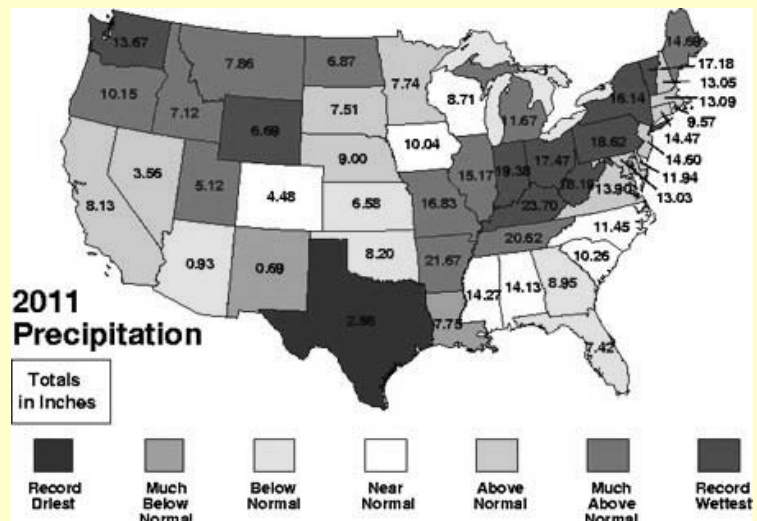 13.67
7.86
6.87
7.74
17.18
13.05
13.09
9.57
14.47
14.60
11.94
13.03
10.15
7.12
6.69
7.51
8.71
11.67
16.14
18.62
3.56
5.12
9.00
10.04
15.17
19.38
17.47
8.13
4.48
6.58
16.83
23.70
13.90
0.93
0.69
8.20
21.67
20.62
11.45
10.26
7.75
14.27
14.13
8.95
7.42
2011
Precipitation
Totals
in Inches
Record
Driest
Much
Below
Normal
Below
Normal
Near
Normal
Above
Normal
Much
Above
Normal
Record
Wettest